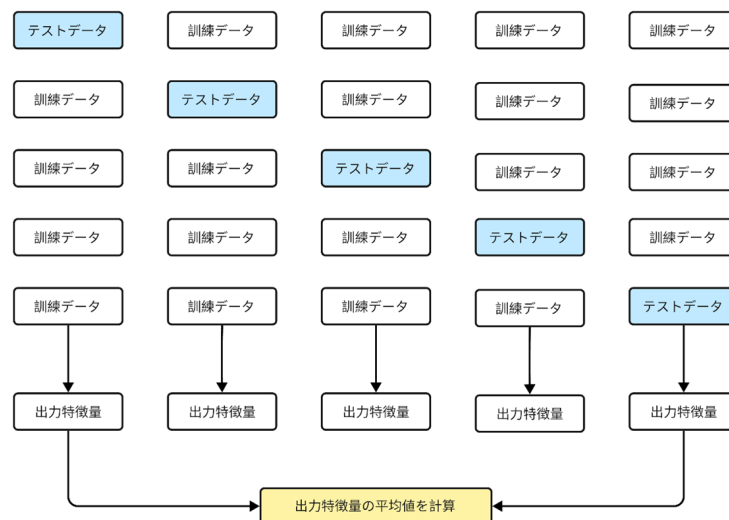 テストデータ 訓練データ 訓練データ 訓練データ 訓練データ
訓練データ テストデータ 訓練データ 訓練データ 訓練データ
訓練データ 訓練データ テストデータ 訓練データ 訓練データ
訓練データ 訓練データ 訓練データ テストデータ 訓練データ
訓練データ 訓練データ 訓練データ 訓練データ テストデータ
出力特徴量 出力特徴量 出力特徴量 出力特徴量 出力特徴量
出力特徴量の平均値を計算